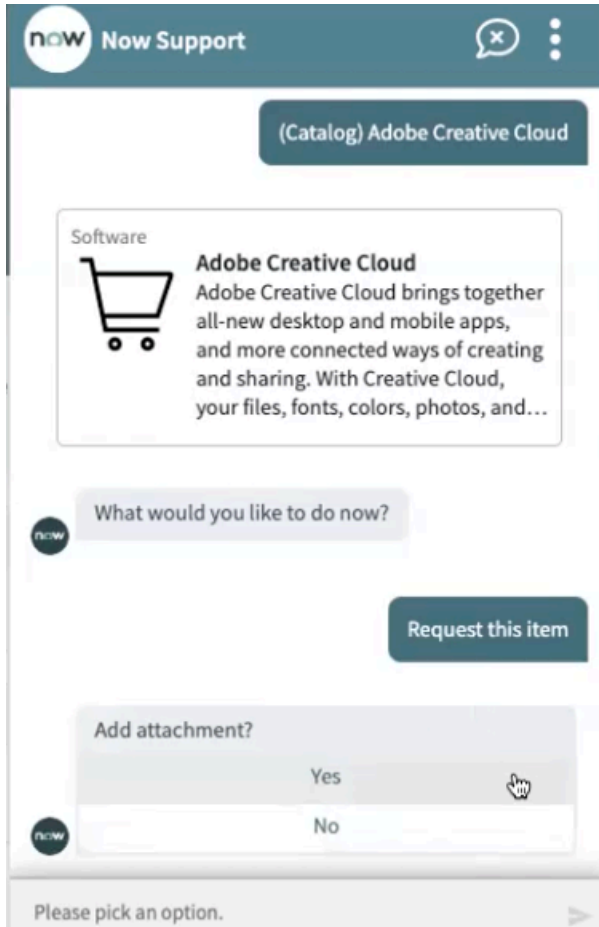 now Now Support
(Catalog) Adobe Creative Cloud
Software
Adobe Creative Cloud
Adobe Creative Cloud brings together
all-new desktop and mobile apps,
and more connected ways of creating
and sharing. With Creative Cloud,
your files, fonts, colors, photos, and...
What would you like to do now?
now
Request this item
Add attachment?
Yes
No
now
Please pick an option.